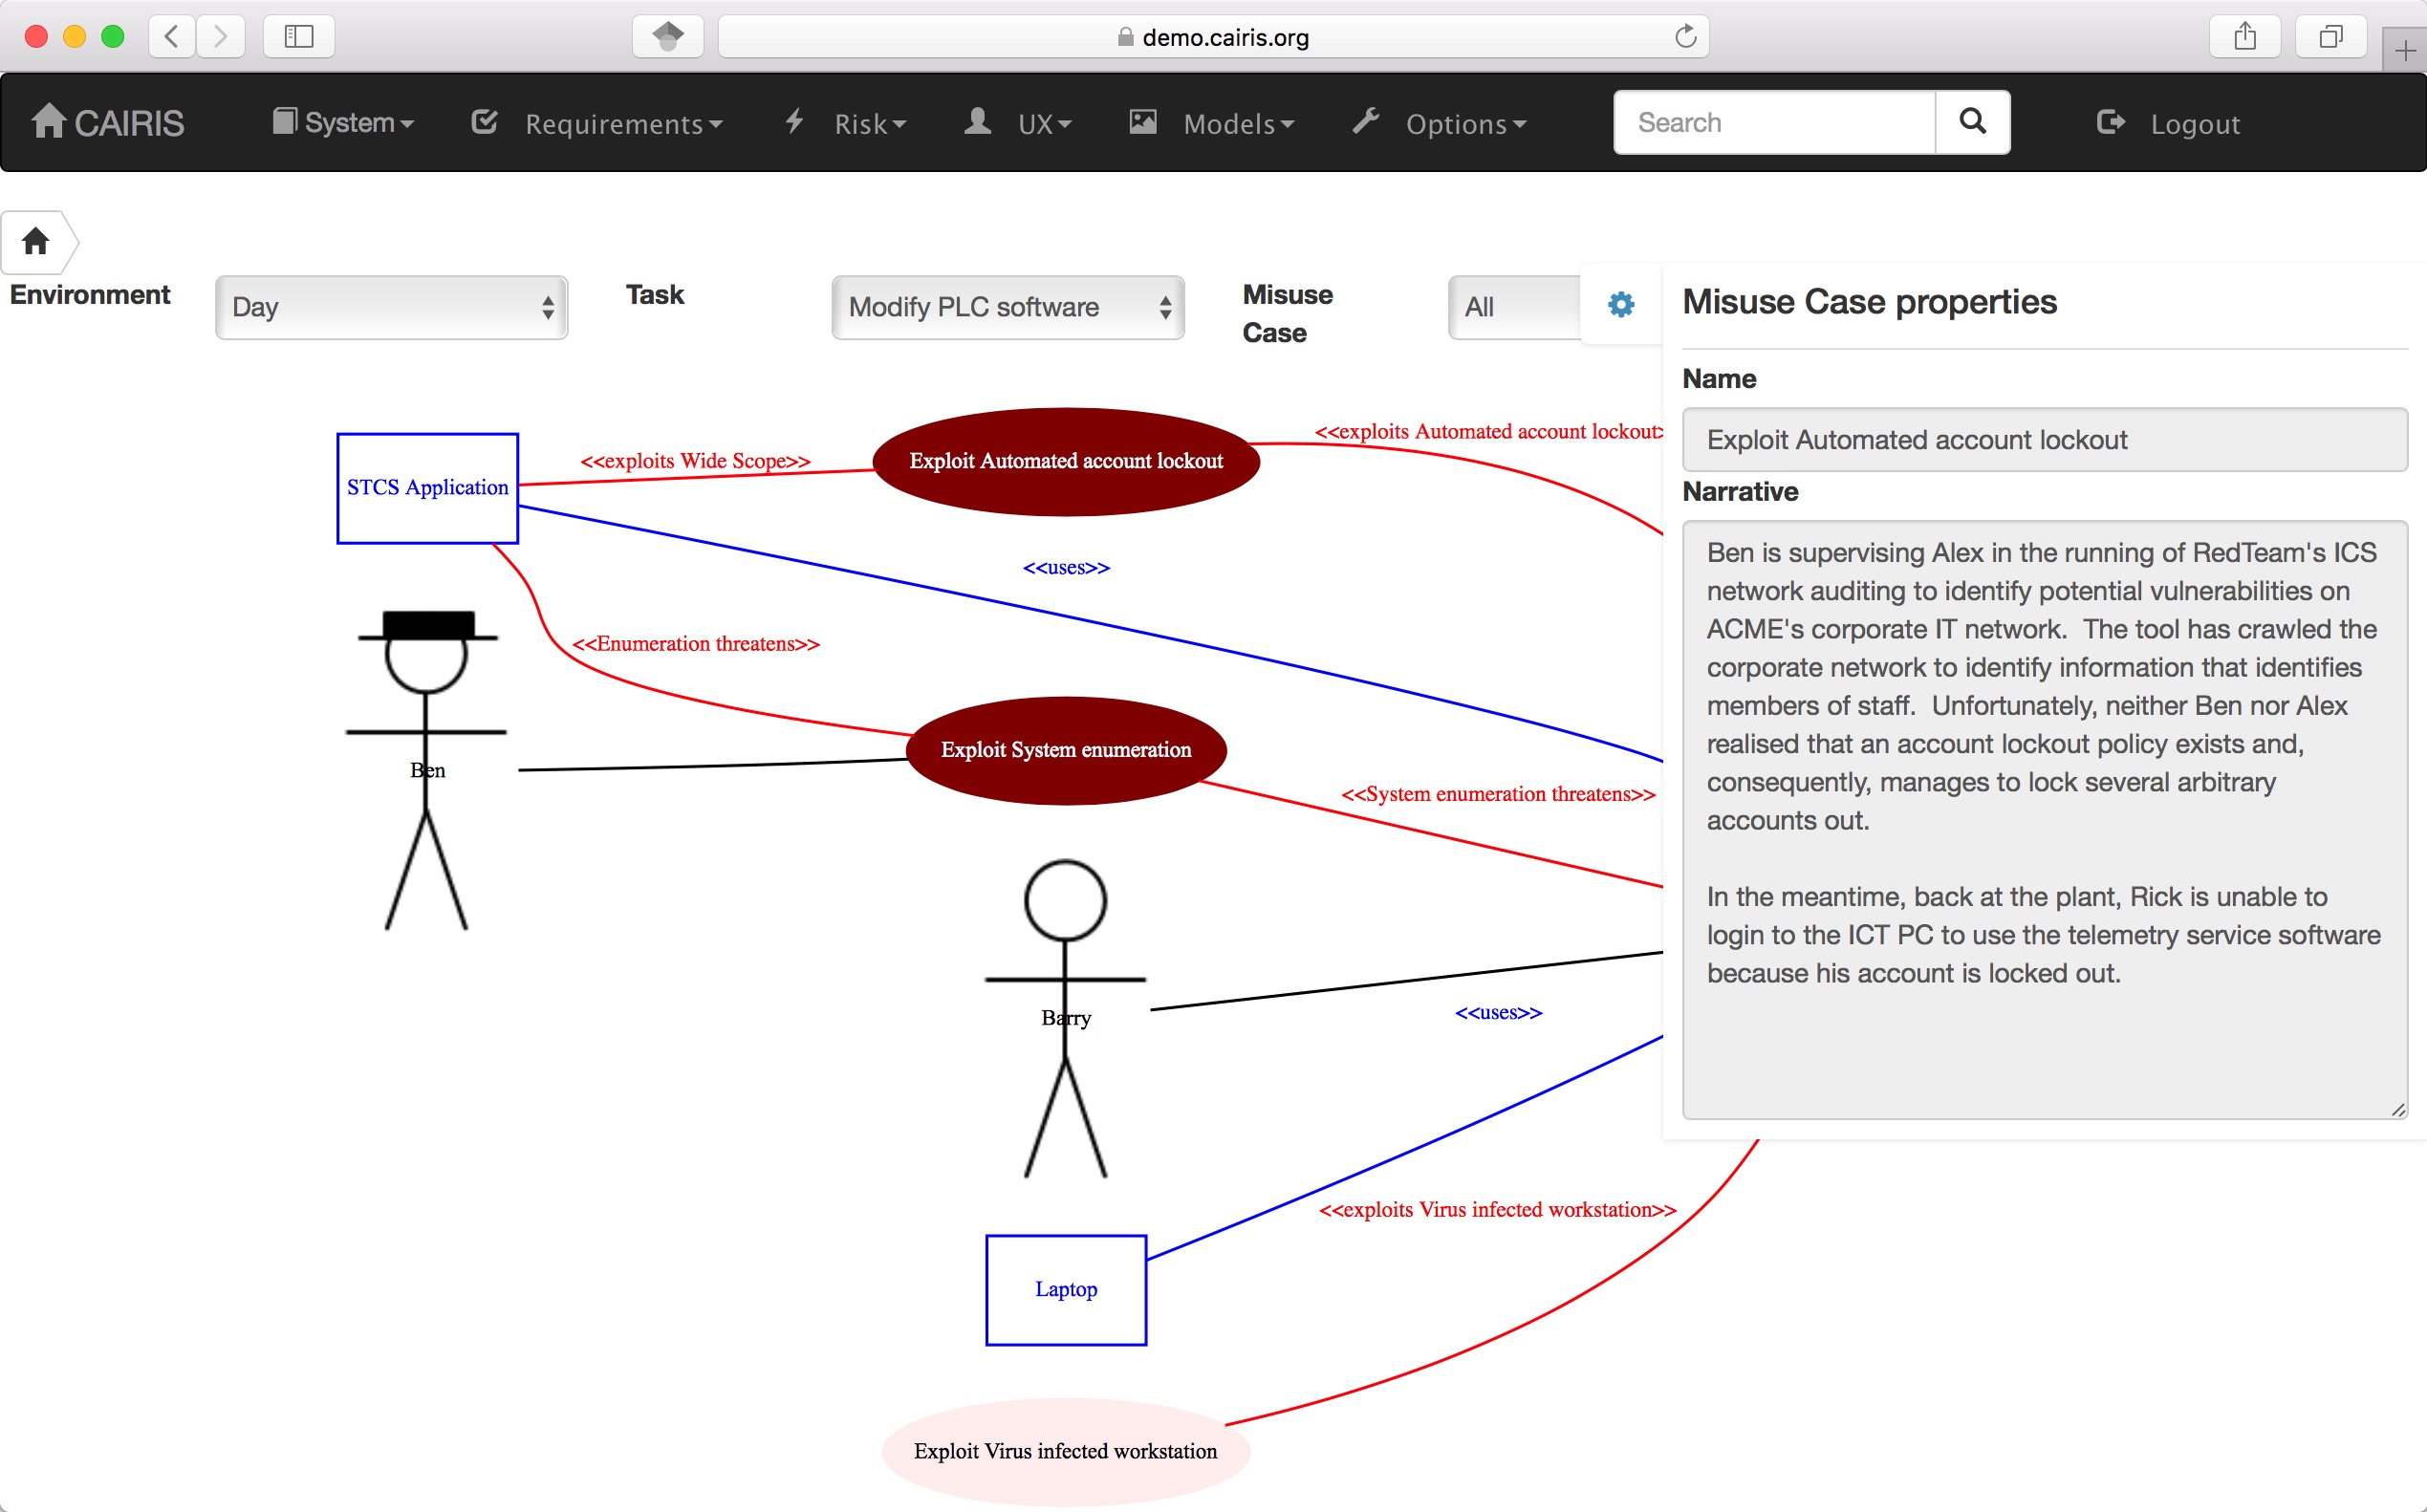 demo.cairis.org
CAIRIS System Requirements Risk UX Models Options Search Logout
Environment Day Task Modify PLC software Misuse Case All
Misuse Case properties
Name
Exploit Automated account lockout
Narrative
Ben is supervising Alex in the running of RedTeam's ICS
network auditing to identify potential vulnerabilities on
ACME's corporate IT network.  The tool has crawled the
corporate network to identify information that identifies
members of staff.  Unfortunately, neither Ben nor Alex
realised that an account lockout policy exists and,
consequently, manages to lock several arbitrary
accounts out.
In the meantime, back at the plant, Rick is unable to
login to the ICT PC to use the telemetry service software
because his account is locked out.
<<exploits Automated account lockout>
<<exploits Wide Scope>>
Exploit Automated account lockout
STCS Application
<<uses>>
<<Enumeration threatens>>
Exploit System enumeration
Ben
<<System enumeration threatens>>
Barry
<<uses>>
<<exploits Virus infected workstation>>
Laptop
Exploit Virus infected workstation